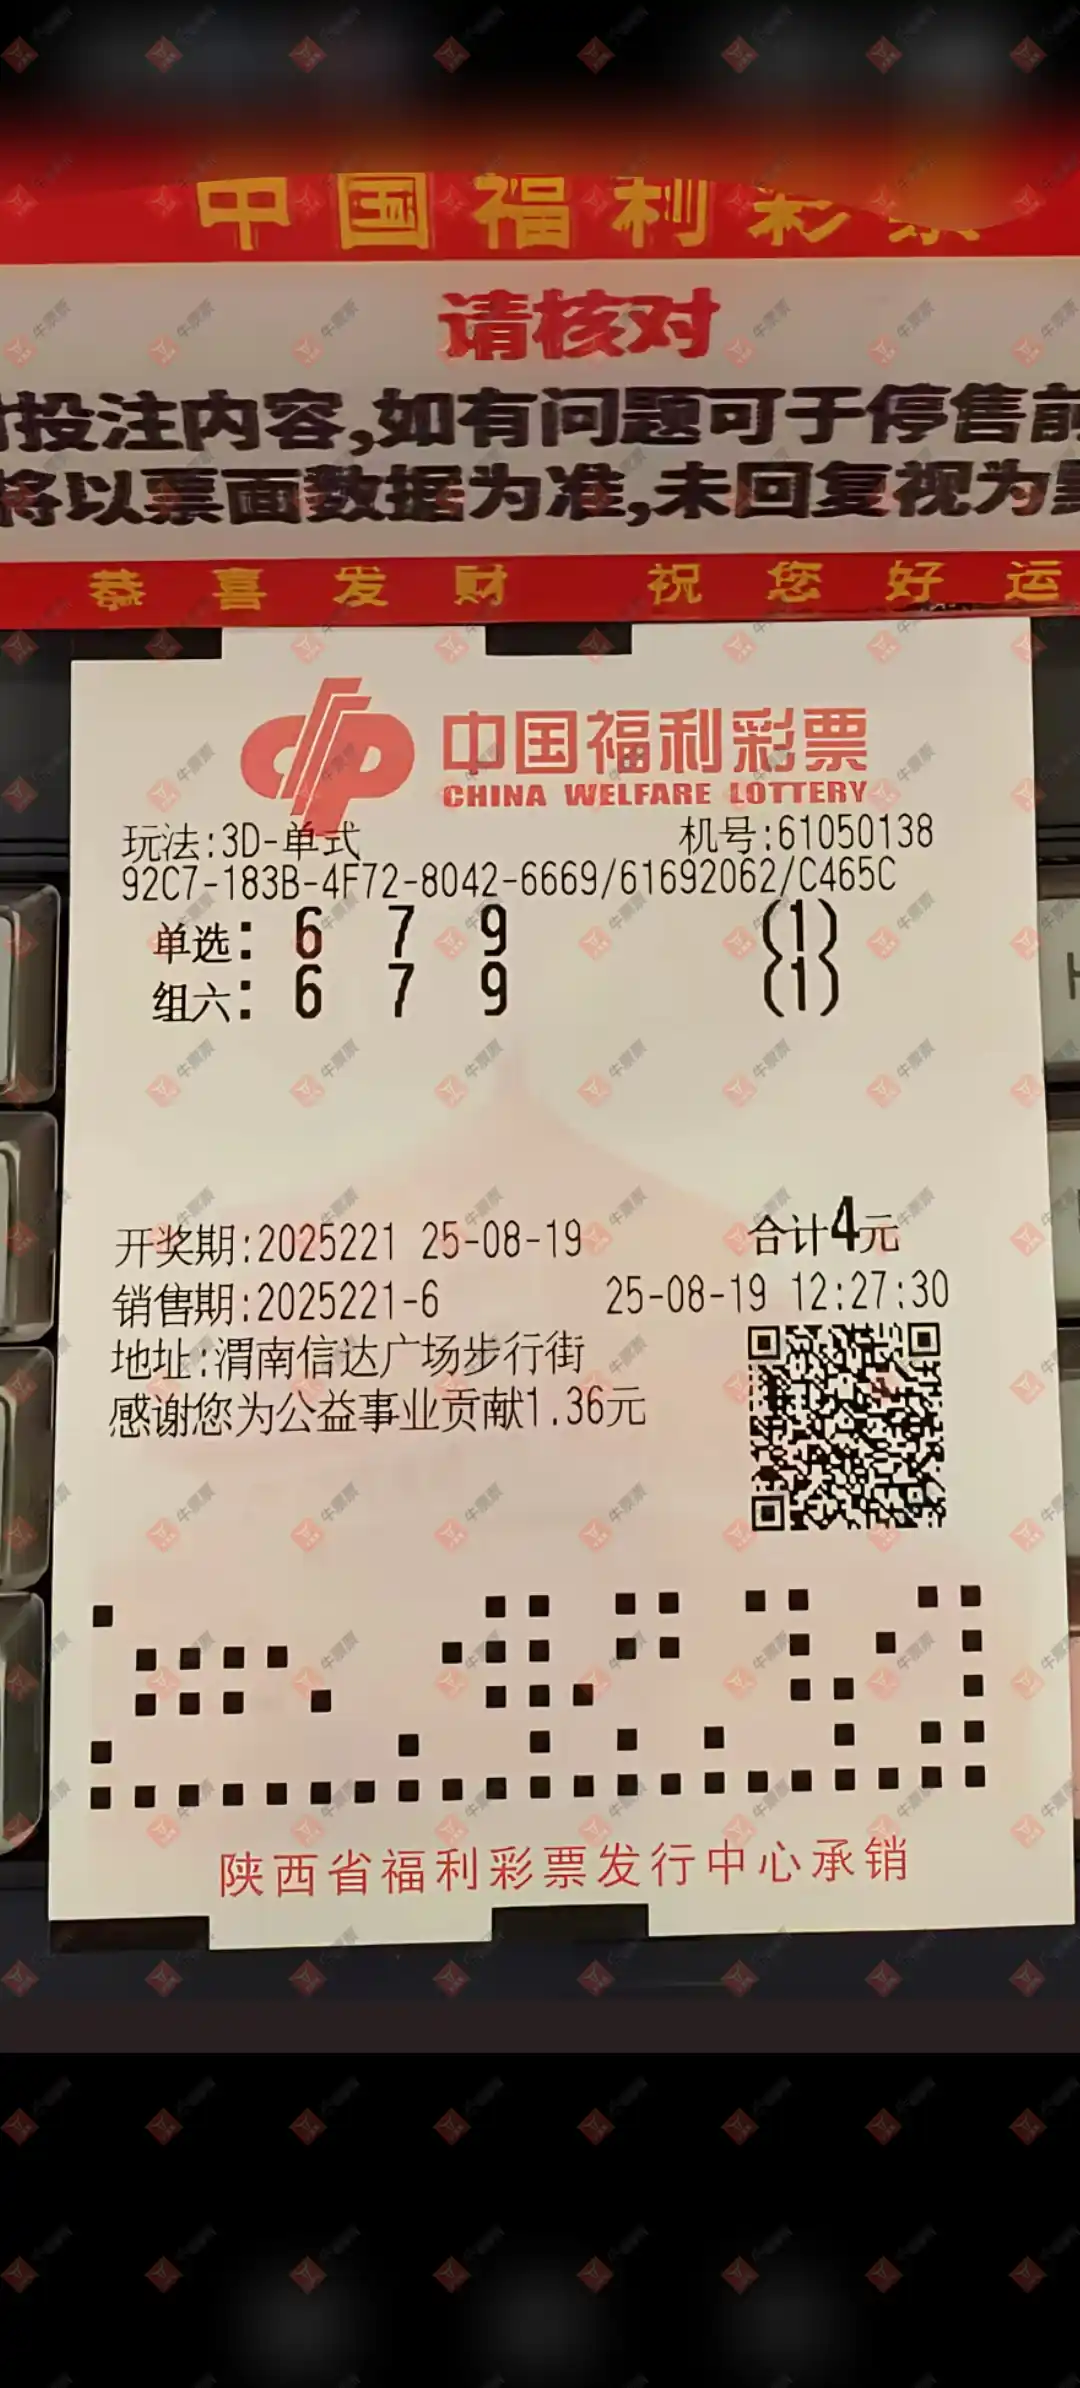 中国福利彩票
请核对
投注内容,如有问题可于停售前
将以票面数据为准,未回复视为
恭喜发财 祝您好运
中国福利彩票
CHINA WELFARE LOTTERY
玩法:3D-单式 机号:61050138
92C7-183B-4F72-8042-6669/61692062/C465C
单选: 6 7 9 (1)
组六: 6 7 9 (1)
开奖期:2025221 25-08-19 合计4元
销售期:2025221-6 25-08-19 12:27:30
地址:渭南信达广场步行街
感谢您为公益事业贡献1.36元
陕西省福利彩票发行中心承销
牛票票